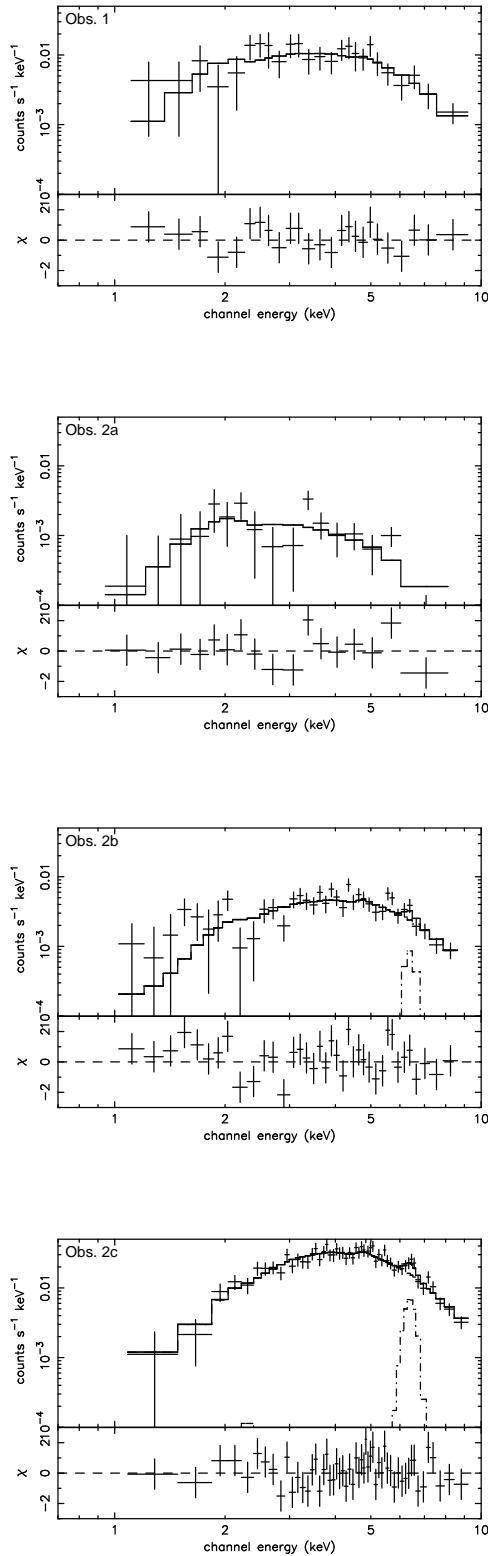 Obs. 1
0.01
10⁻³
10⁻⁴
counts s⁻¹ keV⁻¹
210
0
−2
χ
1 2 5 10
channel energy (keV)
Obs. 2a
0.01
10⁻³
10⁻⁴
counts s⁻¹ keV⁻¹
210
0
−2
χ
1 2 5 10
channel energy (keV)
Obs. 2b
0.01
10⁻³
10⁻⁴
counts s⁻¹ keV⁻¹
210
0
−2
χ
1 2 5 10
channel energy (keV)
Obs. 2c
0.01
10⁻³
10⁻⁴
counts s⁻¹ keV⁻¹
210
0
−2
χ
1 2 5 10
channel energy (keV)